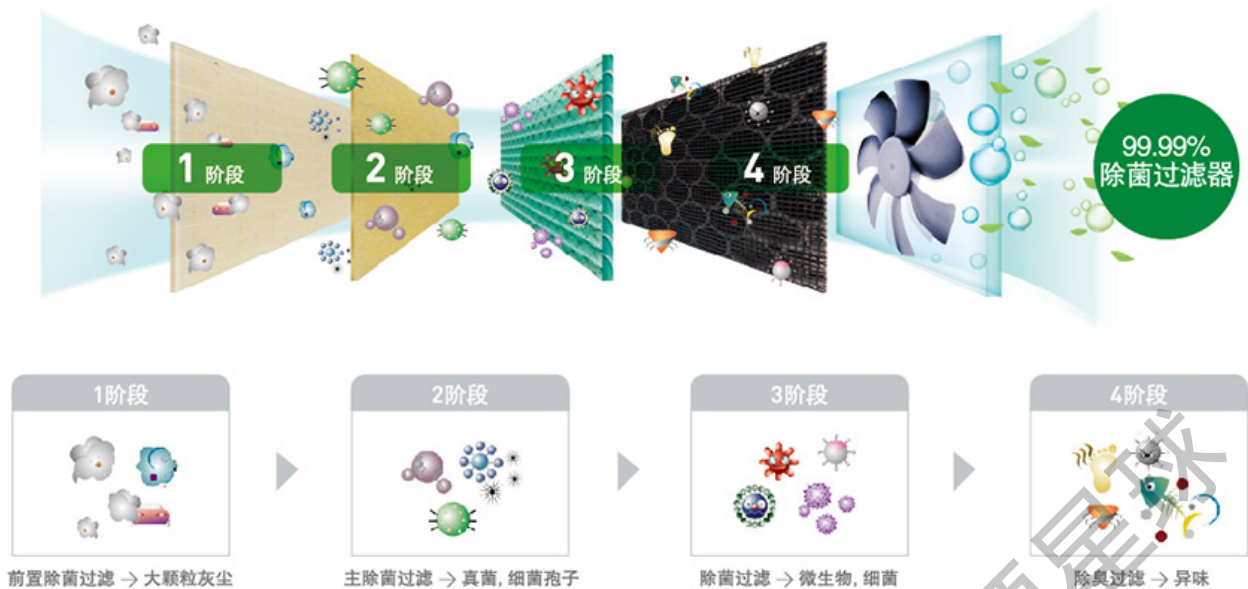 1 阶段
2 阶段
3 阶段
4 阶段
99.99%
除菌过滤器
1阶段
2阶段
3阶段
4阶段
前置除菌过滤 → 大颗粒灰尘
主除菌过滤 → 真菌, 细菌孢子
除菌过滤 → 微生物, 细菌
除臭过滤 → 异味
星球